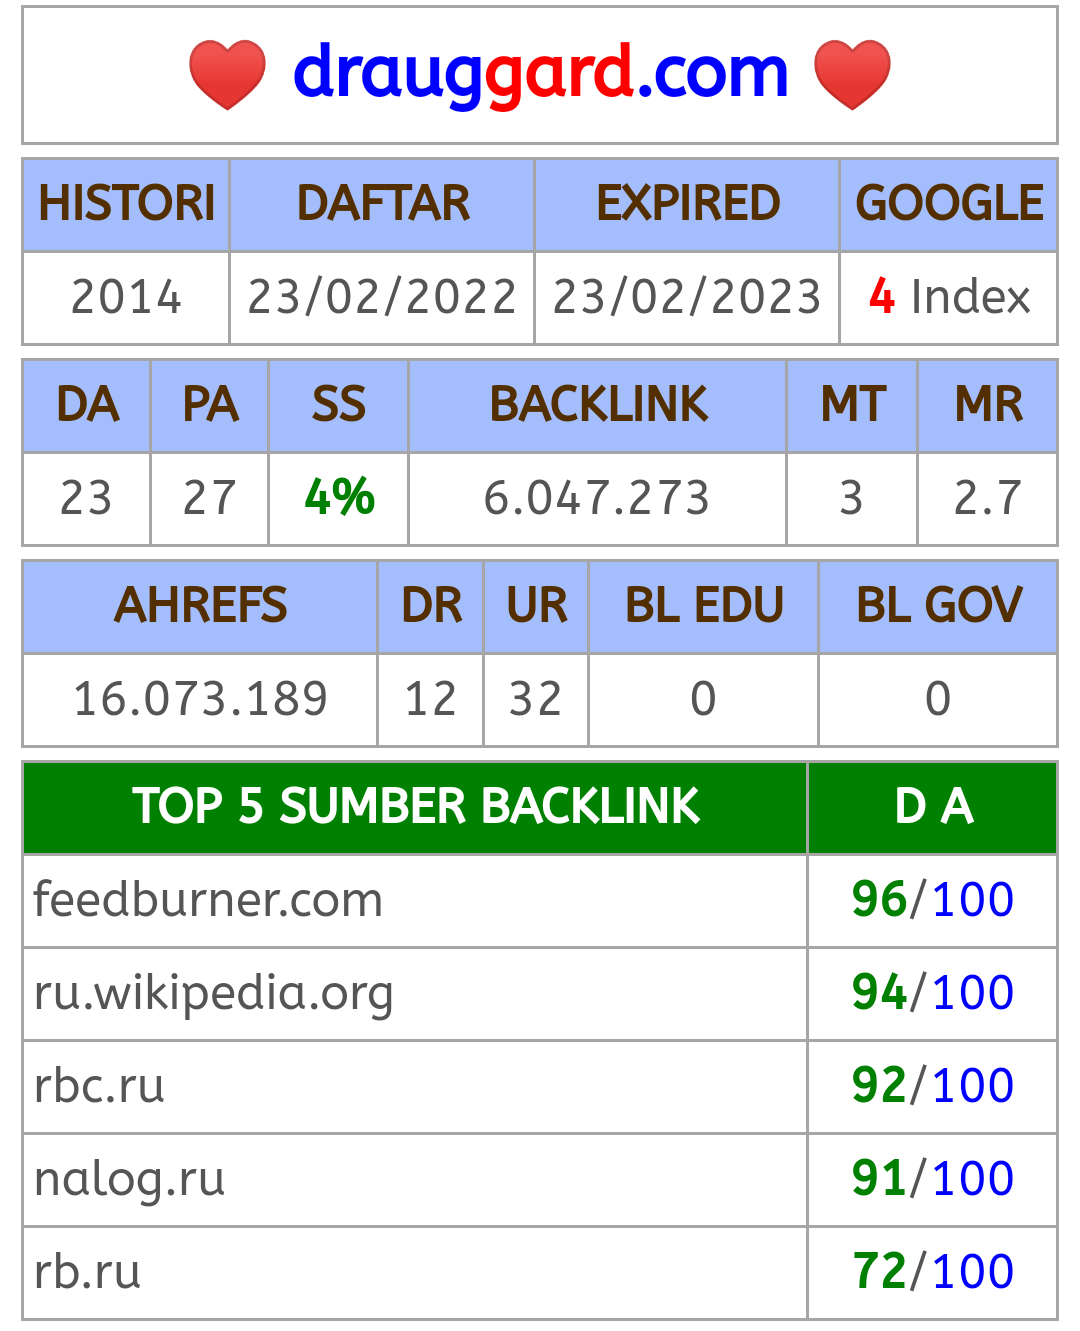 drauggard.com
HISTORI DAFTAR EXPIRED GOOGLE
2014 23/02/2022 23/02/2023 4 Index
DA PA SS BACKLINK MT MR
23 27 4% 6.047.273 3 2.7
AHREFS DR UR BL EDU BL GOV
16.073.189 12 32 0 0
TOP 5 SUMBER BACKLINK D A
feedburner.com 96/100
ru.wikipedia.org 94/100
rbc.ru 92/100
nalog.ru 91/100
rb.ru 72/100